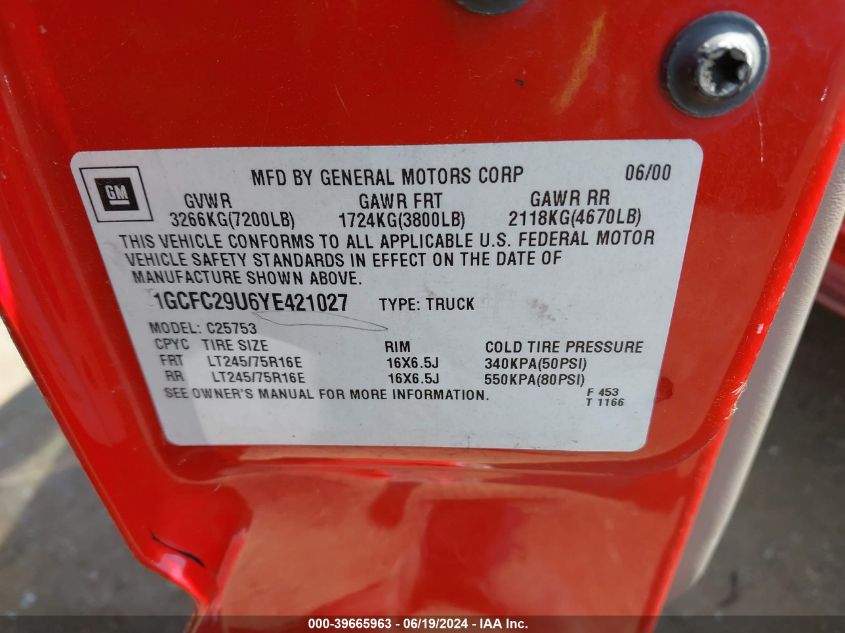 MFD BY GENERAL MOTORS CORP 06/00
GM
GVWR GAWR FRT GAWR RR
3266KG(7200LB) 1724KG(3800LB) 2118KG(4670LB)
THIS VEHICLE CONFORMS TO ALL APPLICABLE U.S. FEDERAL MOTOR
VEHICLE SAFETY STANDARDS IN EFFECT ON THE DATE OF
MANUFACTURE SHOWN ABOVE.
1GCFC29U6YE421027 TYPE: TRUCK
MODEL: C25753
CPYC TIRE SIZE RIM COLD TIRE PRESSURE
FRT LT245/75R16E 16X6.5J 340KPA(50PSI)
RR LT245/75R16E 16X6.5J 550KPA(80PSI)
SEE OWNER'S MANUAL FOR MORE INFORMATION. F 453
T 1166
000-39665963 - 06/19/2024 - IAA Inc.